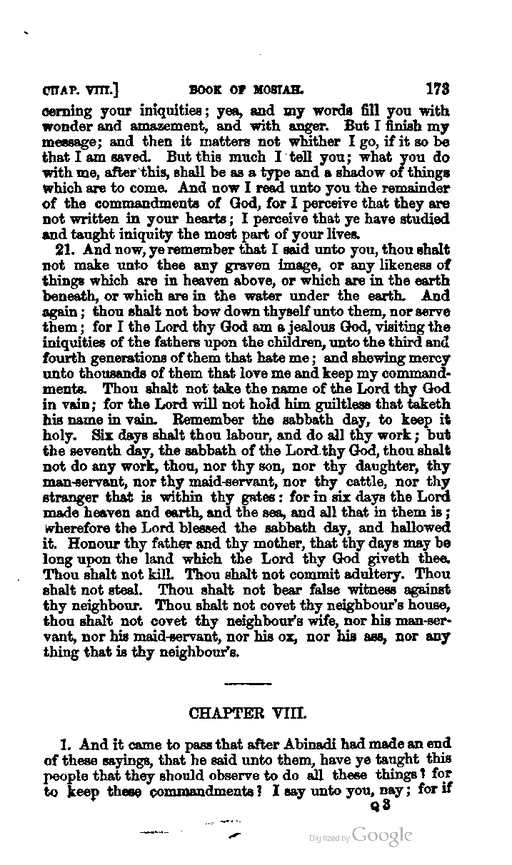 CHAP. VIII.] BOOK OF MOSIAH. 173
cerning your iniquities; yea, and my words fill you with
wonder and amazement, and with anger. But I finish my
message; and then it matters not whither I go, if it so be
that I am saved. But this much I tell you; what you do
with me, after this, shall be as a type and a shadow of things
which are to come. And now I read unto you the remainder
of the commandments of God, for I perceive that they are
not written in your hearts; I perceive that ye have studied
and taught iniquity the most part of your lives.
21. And now, ye remember that I said unto you, thou shalt
not make unto thee any graven image, or any likeness of
things which are in heaven above, or which are in the earth
beneath, or which are in the water under the earth. And
again; thou shalt not bow down thyself unto them, nor serve
them; for I the Lord thy God am a jealous God, visiting the
iniquities of the fathers upon the children, unto the third and
fourth generations of them that hate me; and shewing mercy
unto thousands of them that love me and keep my command-
ments. Thou shalt not take the name of the Lord thy God
in vain; for the Lord will not hold him guiltless that taketh
his name in vain. Remember the sabbath day, to keep it
holy. Six days shalt thou labour, and do all thy work; but
the seventh day, the sabbath of the Lord thy God, thou shalt
not do any work, thou, nor thy son, nor thy daughter, thy
man-servant, nor thy maid-servant, nor thy cattle, nor thy
stranger that is within thy gates: for in six days the Lord
made heaven and earth, and the sea, and all that in them is;
wherefore the Lord blessed the sabbath day, and hallowed
it. Honour thy father and thy mother, that thy days may be
long upon the land which the Lord thy God giveth thee.
Thou shalt not kill. Thou shalt not commit adultery. Thou
shalt not steal. Thou shalt not bear false witness against
thy neighbour. Thou shalt not covet thy neighbour's house,
thou shalt not covet thy neighbour's wife, nor his man-ser-
vant, nor his maid-servant, nor his ox, nor his ass, nor any
thing that is thy neighbour's.
CHAPTER VIII.
1. And it came to pass that after Abinadi had made an end
of these sayings, that he said unto them, have ye taught this
people that they should observe to do all these things? for
to keep these commandments? I say unto you, nay; for if
Q 3
Digitized by Google